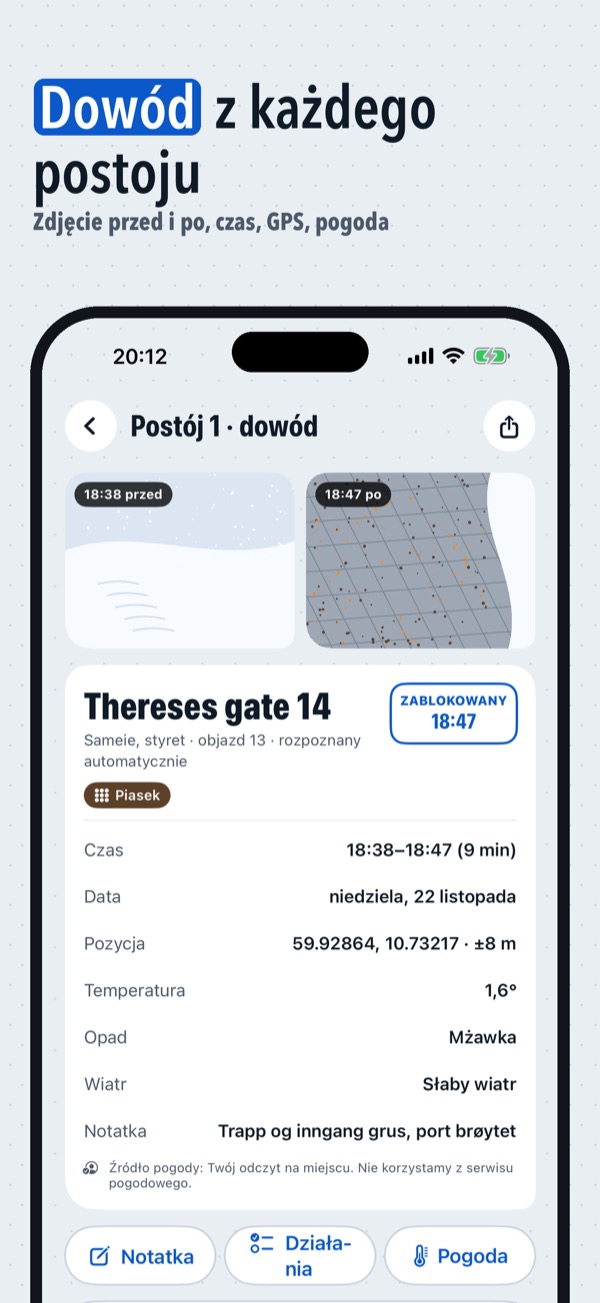 Dowód z każdego
postoju
Zdjęcie przed i po, czas, GPS, pogoda
20:12
Postój 1 · dowód
18:38 przed
18:47 po
Thereses gate 14
ZABLOKOWANY
18:47
Sameie, styret · objazd 13 · rozpoznany
automatycznie
Piasek
Czas 18:38–18:47 (9 min)
Data niedziela, 22 listopada
Pozycja 59.92864, 10.73217 · ±8 m
Temperatura 1,6°
Opad Mżawka
Wiatr Słaby wiatr
Notatka Trapp og inngang grus, port brøytet
Źródło pogody: Twój odczyt na miejscu. Nie korzystamy z serwisu
pogodowego.
Notatka
Działa-
nia
Pogoda